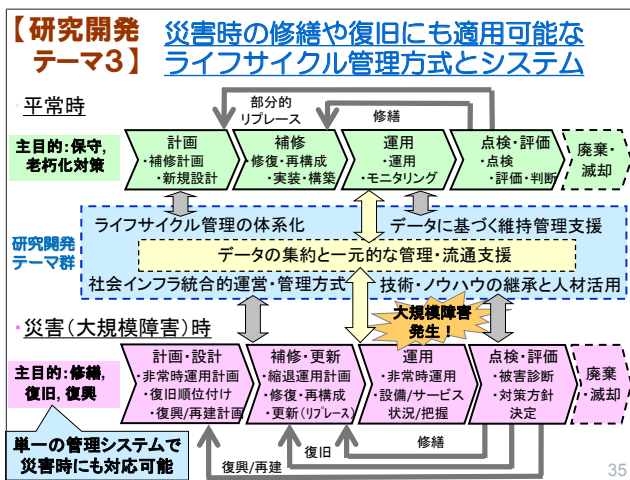 【研究開発
テーマ3】
災害時の修繕や復旧にも適用可能な
ライフサイクル管理方式とシステム
・平常時
部分的
リプレース
修繕
主目的:保守,
老朽化対策
計画
・補修計画
・新規設計
補修
・修復・再構成
・実装・構築
運用
・運用
・モニタリング
点検・評価
・点検
・評価・判断
廃棄・
滅却
研究開発
テーマ群
ライフサイクル管理の体系化
データに基づく維持管理支援
データの集約と一元的な管理・流通支援
社会インフラ統合的運営・管理方式
技術・ノウハウの継承と人材活用
大規模障害
発生!
・災害(大規模障害)時
主目的:修繕,
復旧, 復興
計画・設計
・非常時運用計画
・復旧順位付け
・復興/再建計画
補修・更新
・縮退運用計画
・修復・再構成
・更新(リプレース)
運用
・非常時運用
・設備/サービス
状況/把握
点検・評価
・被害診断
・対策方針
決定
廃棄
・滅却
単一の管理システムで
災害時にも対応可能
修繕
復旧
復興/再建
35